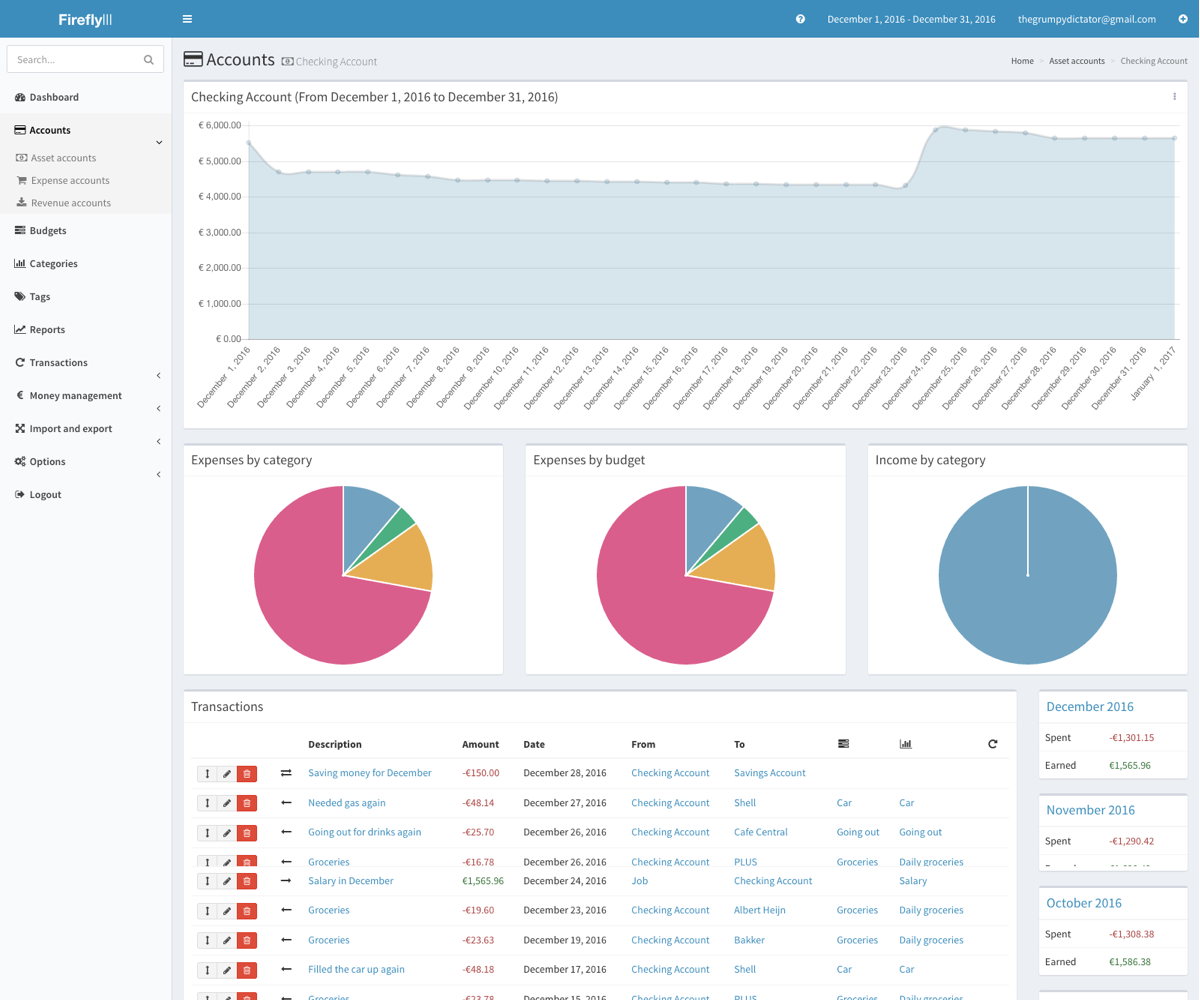 FireflyIII
December 1, 2016 - December 31, 2016
thegrumpydictator@gmail.com
Search...
Dashboard
Accounts
Asset accounts
Expense accounts
Revenue accounts
Budgets
Categories
Tags
Reports
Transactions
€ Money management
Import and export
Options
Logout
Accounts Checking Account
Home > Asset accounts > Checking Account
Checking Account (From December 1, 2016 to December 31, 2016)
€ 6,000.00
€ 5,000.00
€ 4,000.00
€ 3,000.00
€ 2,000.00
€ 1,000.00
€ 0.00
December 1, 2016
December 2, 2016
December 3, 2016
December 4, 2016
December 5, 2016
December 6, 2016
December 7, 2016
December 8, 2016
December 9, 2016
December 10, 2016
December 11, 2016
December 12, 2016
December 13, 2016
December 14, 2016
December 15, 2016
December 16, 2016
December 17, 2016
December 18, 2016
December 19, 2016
December 20, 2016
December 21, 2016
December 22, 2016
December 23, 2016
December 24, 2016
December 25, 2016
December 26, 2016
December 27, 2016
December 28, 2016
December 29, 2016
December 30, 2016
December 31, 2016
January 1, 2017
Expenses by category
Expenses by budget
Income by category
Transactions
Description Amount Date From To
Saving money for December -€150.00 December 28, 2016 Checking Account Savings Account
Needed gas again -€48.14 December 27, 2016 Checking Account Shell Car Car
Going out for drinks again -€25.70 December 26, 2016 Checking Account Cafe Central Going out Going out
Groceries -€16.78 December 26, 2016 Checking Account PLUS Groceries Daily groceries
Salary in December €1,565.96 December 24, 2016 Job Checking Account Salary
Groceries -€19.60 December 23, 2016 Checking Account Albert Heijn Groceries Daily groceries
Groceries -€23.63 December 19, 2016 Checking Account Bakker Groceries Daily groceries
Filled the car up again -€48.18 December 17, 2016 Checking Account Shell Car Car
Groceries -€23.78 December 15, 2016 Checking Account PLUS Groceries Daily groceries
December 2016
Spent -€1,301.15
Earned €1,565.96
November 2016
Spent -€1,290.42
October 2016
Spent -€1,308.38
Earned €1,586.38